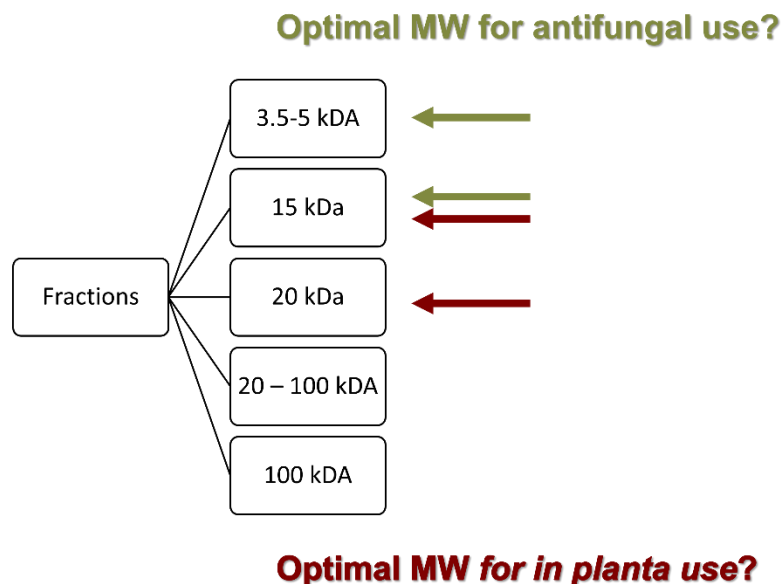 Optimal MW for antifungal use?
3.5-5 kDA
15 kDa
Fractions
20 kDa
20 – 100 kDA
100 kDA
Optimal MW for in planta use?